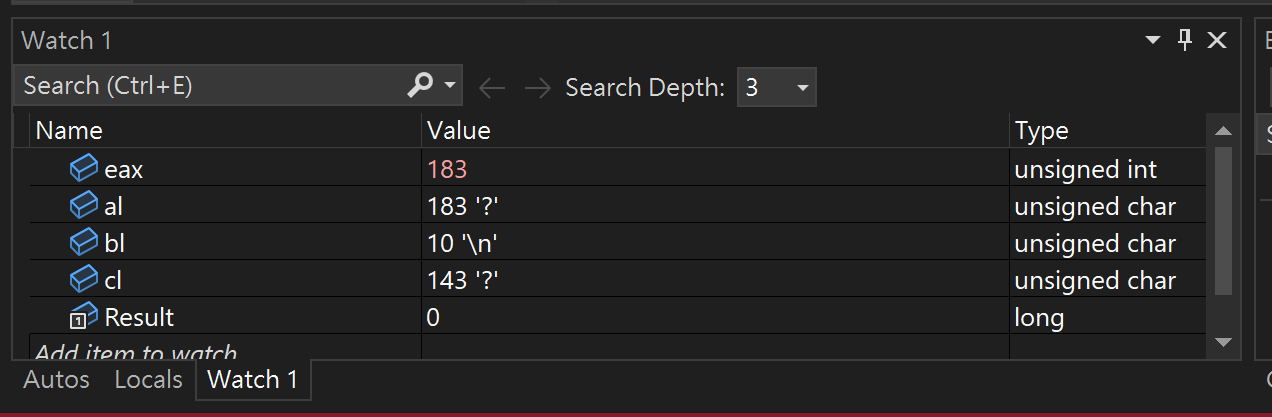 Watch 1
Search (Ctrl+E) Search Depth: 3
Name Value Type
eax 183 unsigned int
al 183 '?' unsigned char
bl 10 '\n' unsigned char
cl 143 '?' unsigned char
1 Result 0 long
Add item to watch
Autos Locals Watch 1